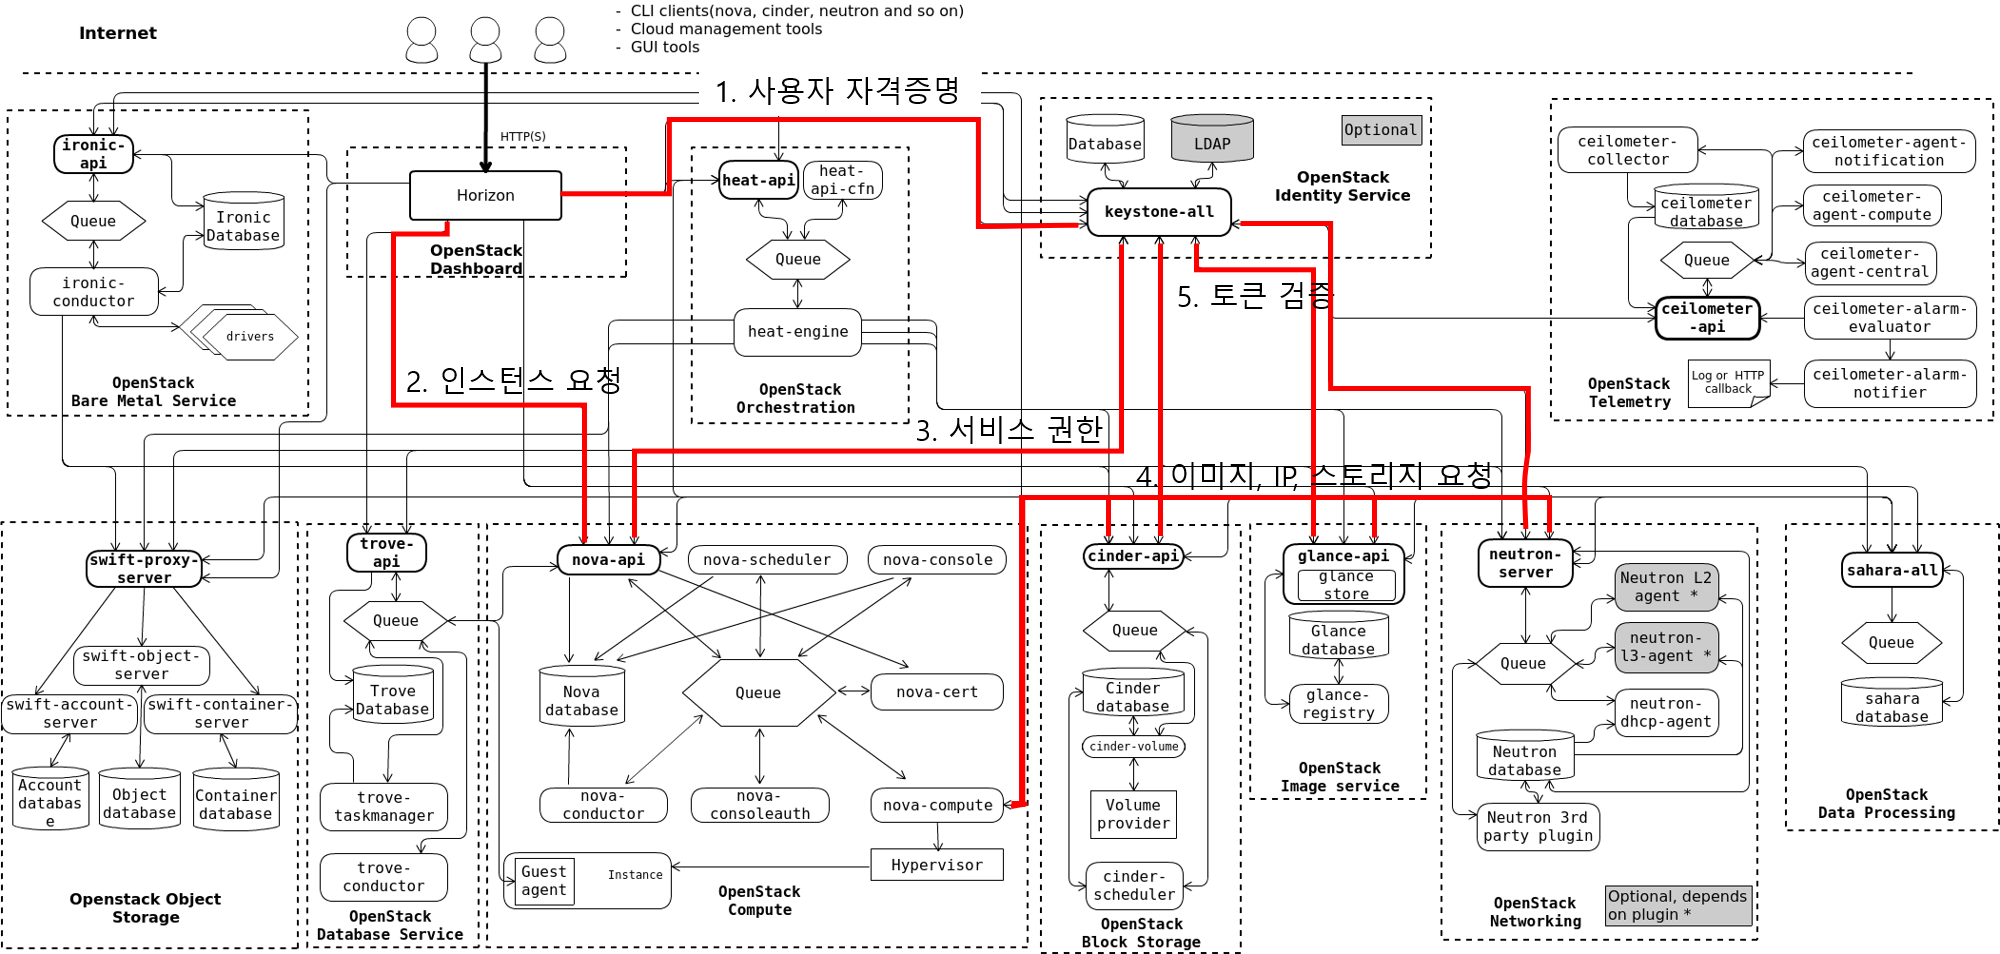 Internet
- CLI clients(nova, cinder, neutron and so on)
- Cloud management tools
- GUI tools
1. 사용자 자격증명
HTTP(S)
ironic-
api
Queue
Ironic
Database
ironic-
conductor
drivers
OpenStack
Bare Metal Service
Horizon
OpenStack
Dashboard
2. 인스턴스 요청
heat-api
heat-
api-cfn
Queue
heat-engine
OpenStack
Orchestration
3. 서비스 권한
Database
LDAP
Optional
OpenStack
Identity Service
keystone-all
5. 토큰 검증
4. 이미지, IP, 스토리지 요청
ceilometer-
collector
ceilometer-agent-
notification
ceilometer
database
ceilometer-
agent-compute
Queue
ceilometer-
agent-central
ceilometer
-api
ceilometer-alarm-
evaluator
Log or HTTP
callback
ceilometer-alarm-
notifier
OpenStack
Telemetry
swift-proxy-
server
swift-object-
server
swift-account-
server
swift-container-
server
Account
databas
e
Object
database
Container
database
Openstack Object
Storage
trove-
api
Queue
Trove
Database
trove-
taskmanager
trove-
conductor
OpenStack
Database Service
nova-api
nova-scheduler
nova-console
Nova
database
Queue
nova-cert
nova-
conductor
nova-
consoleauth
nova-compute
Hypervisor
Guest
agent
Instance
OpenStack
Compute
cinder-api
Queue
Cinder
database
cinder-volume
Volume
provider
cinder-
scheduler
OpenStack
Block Storage
glance-api
glance
store
Glance
database
glance-
registry
OpenStack
Image service
neutron-
server
Neutron L2
agent *
neutron-
l3-agent *
Queue
neutron-
dhcp-agent
Neutron
database
Neutron 3rd
party plugin
OpenStack
Networking
Optional, depends
on plugin *
sahara-all
Queue
sahara
database
OpenStack
Data Processing